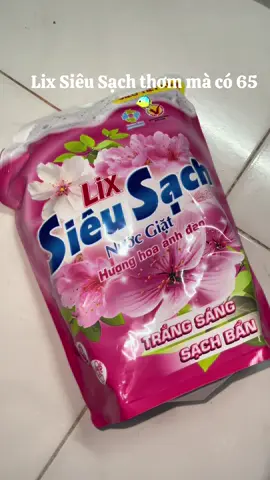 Lix Siêu Sạch thơm mà có 65
Lix
Siêu Sạch
Nước Giặt
Hương hoa anh đào
TRẮNG SÁNG
SẠCH BẨN